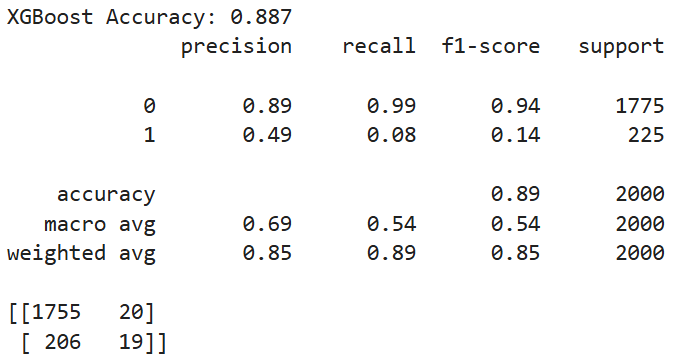 XGBoost Accuracy: 0.887
precision recall f1-score support
0 0.89 0.99 0.94 1775
1 0.49 0.08 0.14 225
accuracy 0.89 2000
macro avg 0.69 0.54 0.54 2000
weighted avg 0.85 0.89 0.85 2000
[[1755 20]
[ 206 19]]